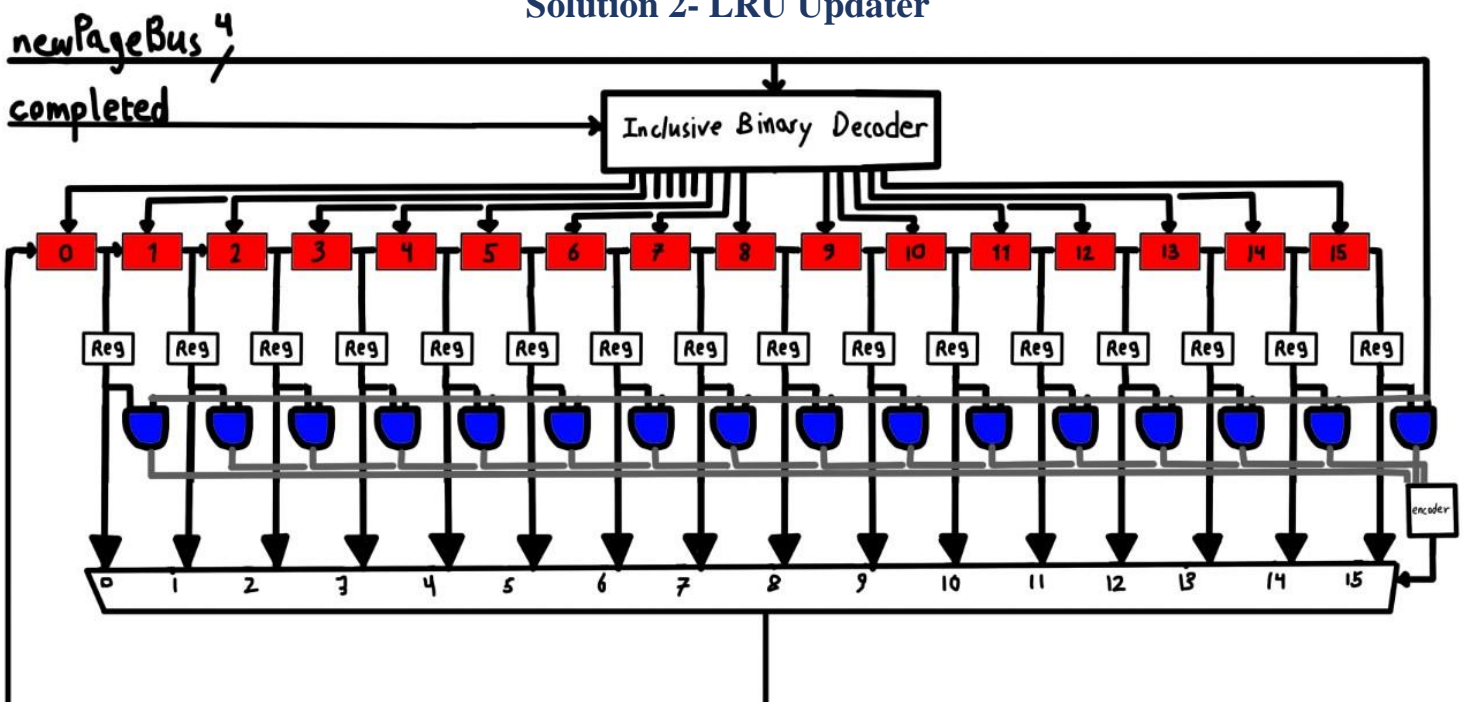 Solution 2- LRU Updater
newPageBus 4
completed
Inclusive Binary Decoder
0 1 2 3 4 5 6 7 8 9 10 11 12 13 14 15
Reg Reg Reg Reg Reg Reg Reg Reg Reg Reg Reg Reg Reg Reg Reg Reg
encoder
0 1 2 3 4 5 6 7 8 9 10 11 12 13 14 15